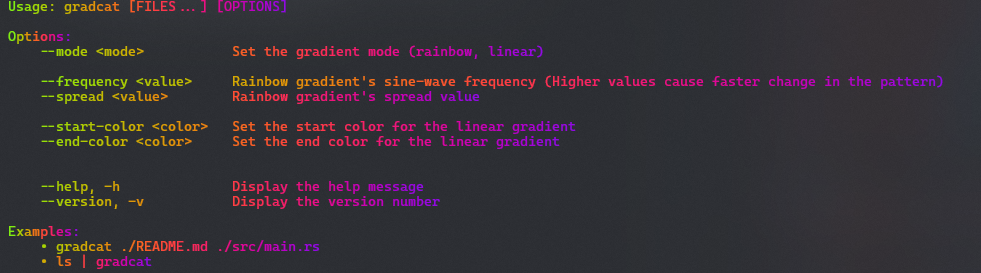 Usage: gradcat [FILES...] [OPTIONS]
Options:
--mode <mode> Set the gradient mode (rainbow, linear)
--frequency <value> Rainbow gradient's sine-wave frequency (Higher values cause faster change in the pattern)
--spread <value> Rainbow gradient's spread value
--start-color <color> Set the start color for the linear gradient
--end-color <color> Set the end color for the linear gradient
--help, -h Display the help message
--version, -v Display the version number
Examples:
• gradcat ./README.md ./src/main.rs
• ls | gradcat